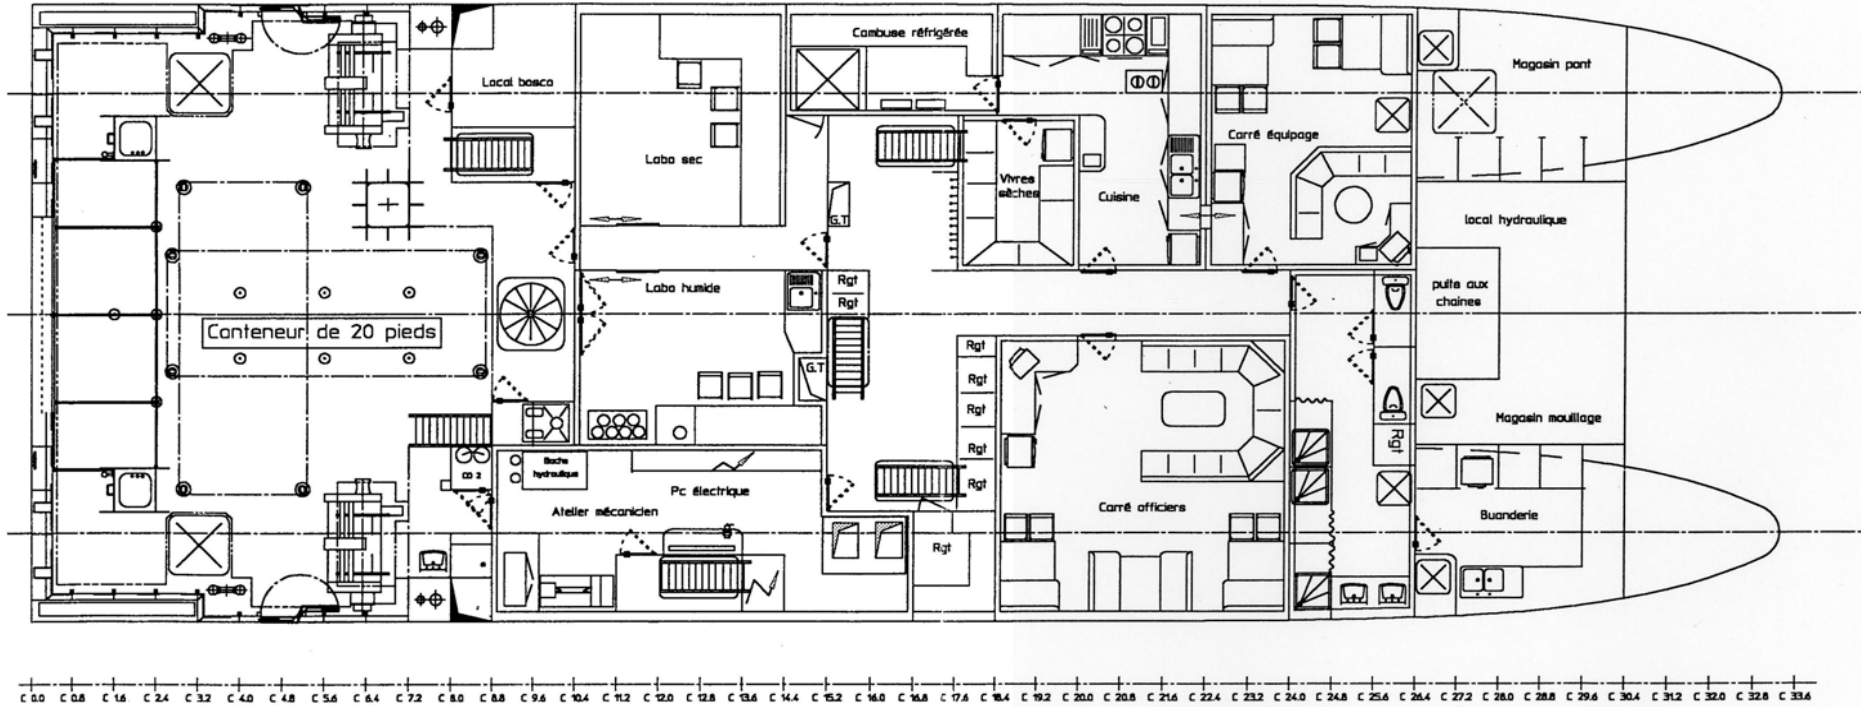 Cambuse réfrigérée
Local bosco
Magasin pont
Labo sec
Carré équipage
Vivres
sèches
Cuisine
G.T
local hydraulique
Labo humide
Rgt
Rgt
puits aux
chaines
Conteneur de 20 pieds
Rgt
G.T
Rgt
Rgt
Magasin mouillage
Rgt
Rgt
CO 2
Bache
hydraulique
Pc électrique
Rgt
Atelier mécanicien
Carré officiers
Buanderie
Rgt
C 0.0 C 0.8 C 1.6 C 2.4 C 3.2 C 4.0 C 4.8 C 5.6 C 6.4 C 7.2 C 8.0 C 8.8 C 9.6 C 10.4 C 11.2 C 12.0 C 12.8 C 13.6 C 14.4 C 15.2 C 16.0 C 16.8 C 17.6 C 18.4 C 19.2 C 20.0 C 20.8 C 21.6 C 22.4 C 23.2 C 24.0 C 24.8 C 25.6 C 26.4 C 27.2 C 28.0 C 28.8 C 29.6 C 30.4 C 31.2 C 32.0 C 32.8 C 33.6